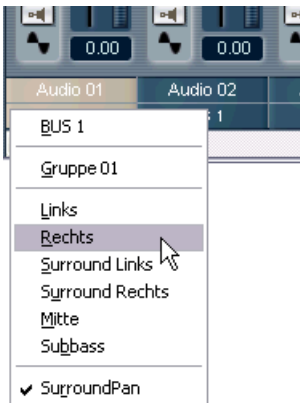 0.00 0.00
Audio 01 Audio 02
BUS 1
Gruppe 01
Links
Rechts
Surround Links
Surround Rechts
Mitte
Subbass
SurroundPan